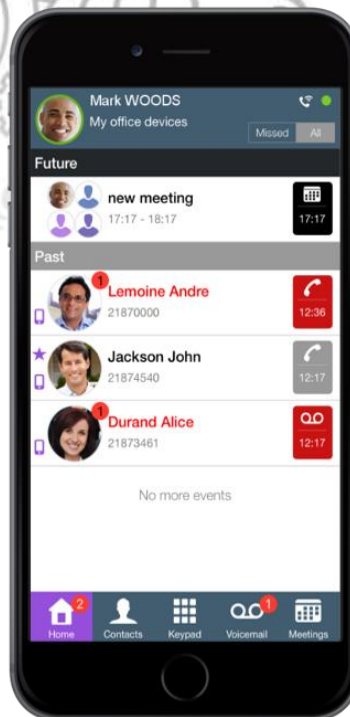 Mark WOODS
My office devices
Missed All
Future
new meeting
17:17 - 18:17
17:17
Past
1
Lemoine Andre
21870000
12:36
Jackson John
21874540
12:17
1
Durand Alice
21873461
12:17
No more events
2
1
Home Contacts Keypad Voicemail Meetings